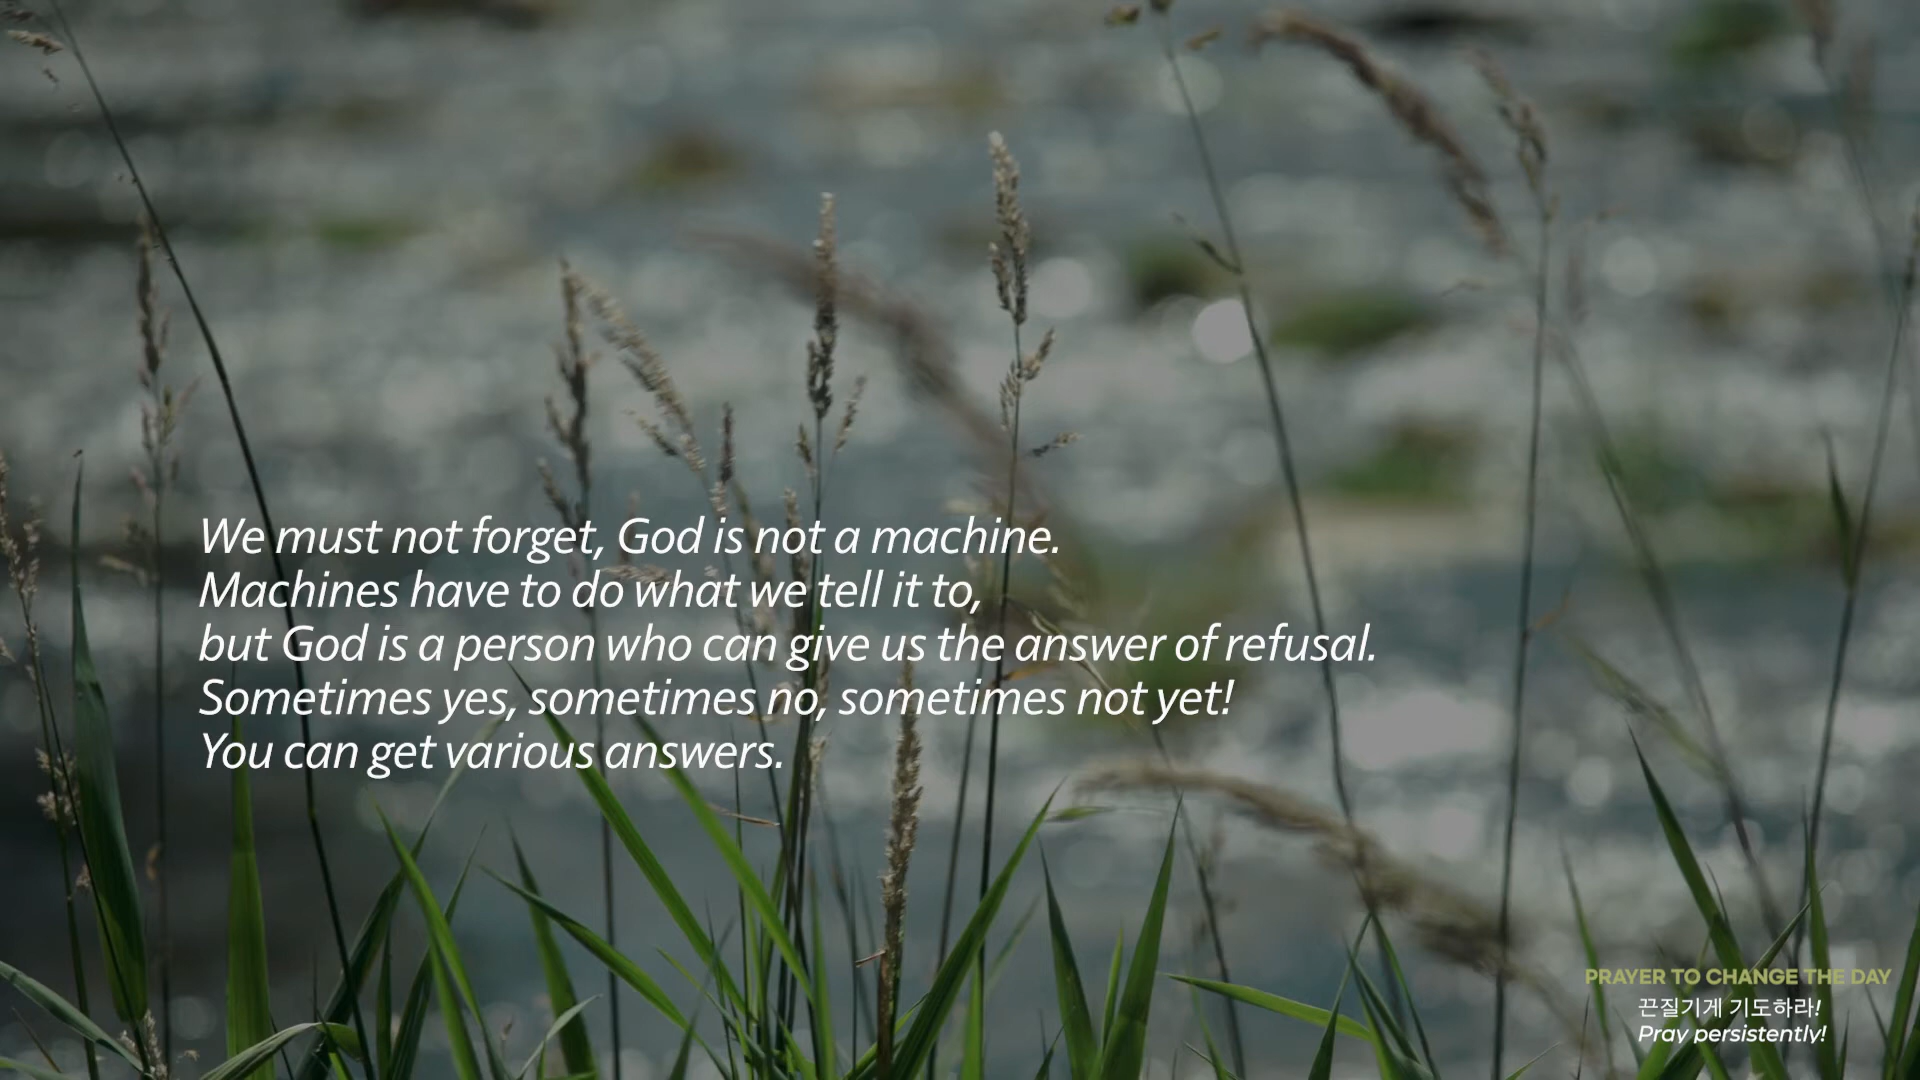 We must not forget, God is not a machine.
Machines have to do what we tell it to,
but God is a person who can give us the answer of refusal.
Sometimes yes, sometimes no, sometimes not yet!
You can get various answers.
PRAYER TO CHANGE THE DAY
끈질기게 기도하라!
Pray persistently!